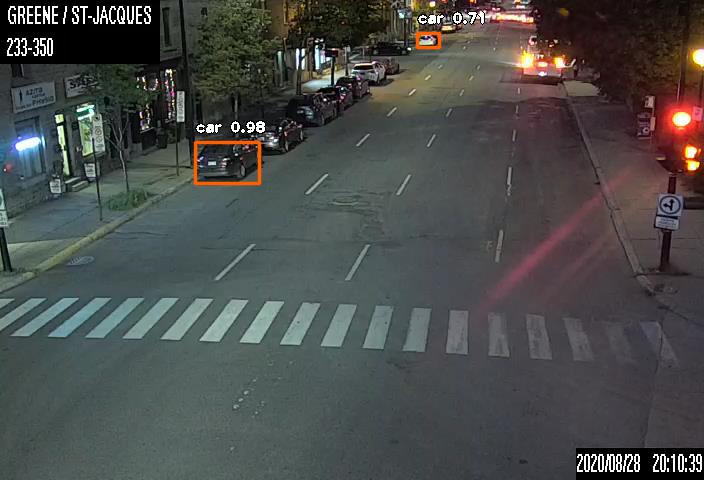 GREENE / ST-JACQUES
233-350
car 0.71
car 0.98
2020/08/28 20:10:39